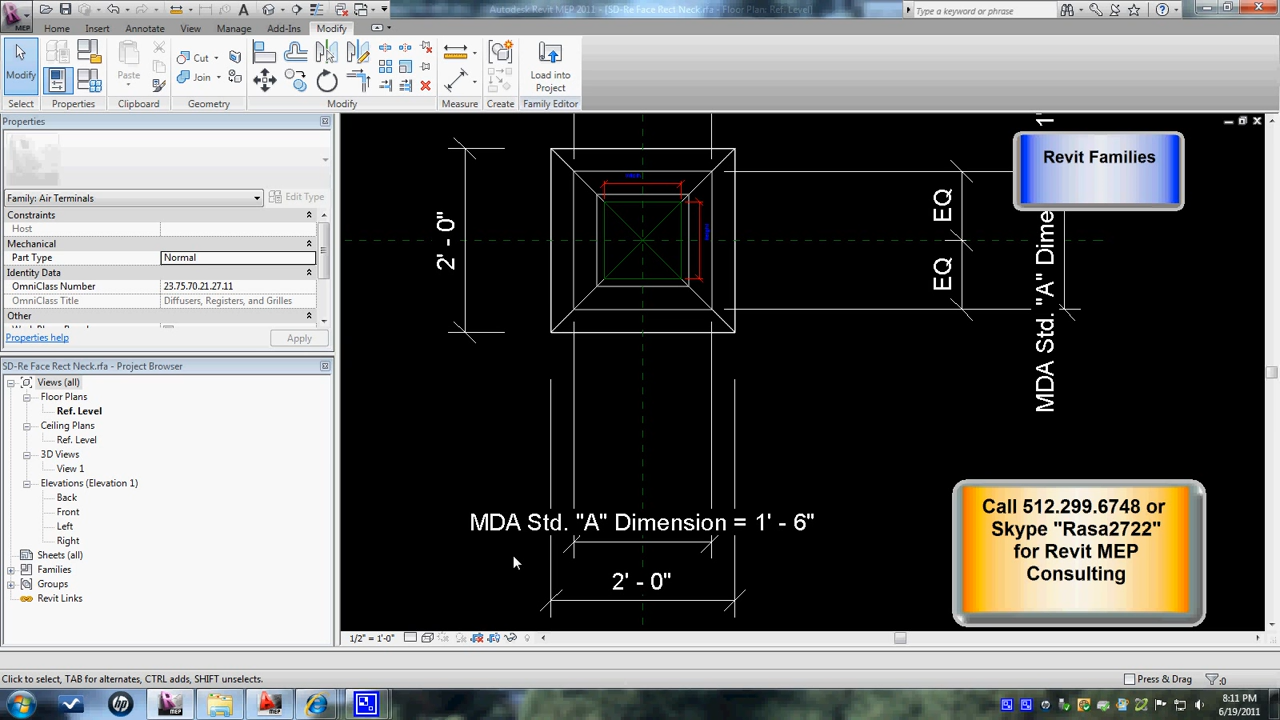 Autodesk Revit MEP 2011 - [SD-Re Face Rect Neck.rfa - Floor Plan: Ref. Level]
Type a keyword or phrase
MEP
Home Insert Annotate View Manage Add-Ins Modify
Modify
Paste
Cut
Join
Load into
Project
Select Properties Clipboard Geometry Modify Measure Create Family Editor
Properties
Family: Air Terminals
Edit Type
Constraints
Host
Mechanical
Part Type Normal
Identity Data
OmniClass Number 23.75.70.21.27.11
OmniClass Title Diffusers, Registers, and Grilles
Other
Properties help
Apply
SD-Re Face Rect Neck.rfa - Project Browser
Views (all)
Floor Plans
Ref. Level
Ceiling Plans
Ref. Level
3D Views
View 1
Elevations (Elevation 1)
Back
Front
Left
Right
Sheets (all)
Families
Groups
Revit Links
2' - 0"
EQ
EQ
MDA Std. "A" Dime
1'
Revit Families
MDA Std. "A" Dimension = 1' - 6"
2' - 0"
Call 512.299.6748 or
Skype "Rasa2722"
for Revit MEP
Consulting
1/2" = 1'-0"
Click to select, TAB for alternates, CTRL adds, SHIFT unselects.
Press & Drag
:0
8:11 PM
6/19/2011